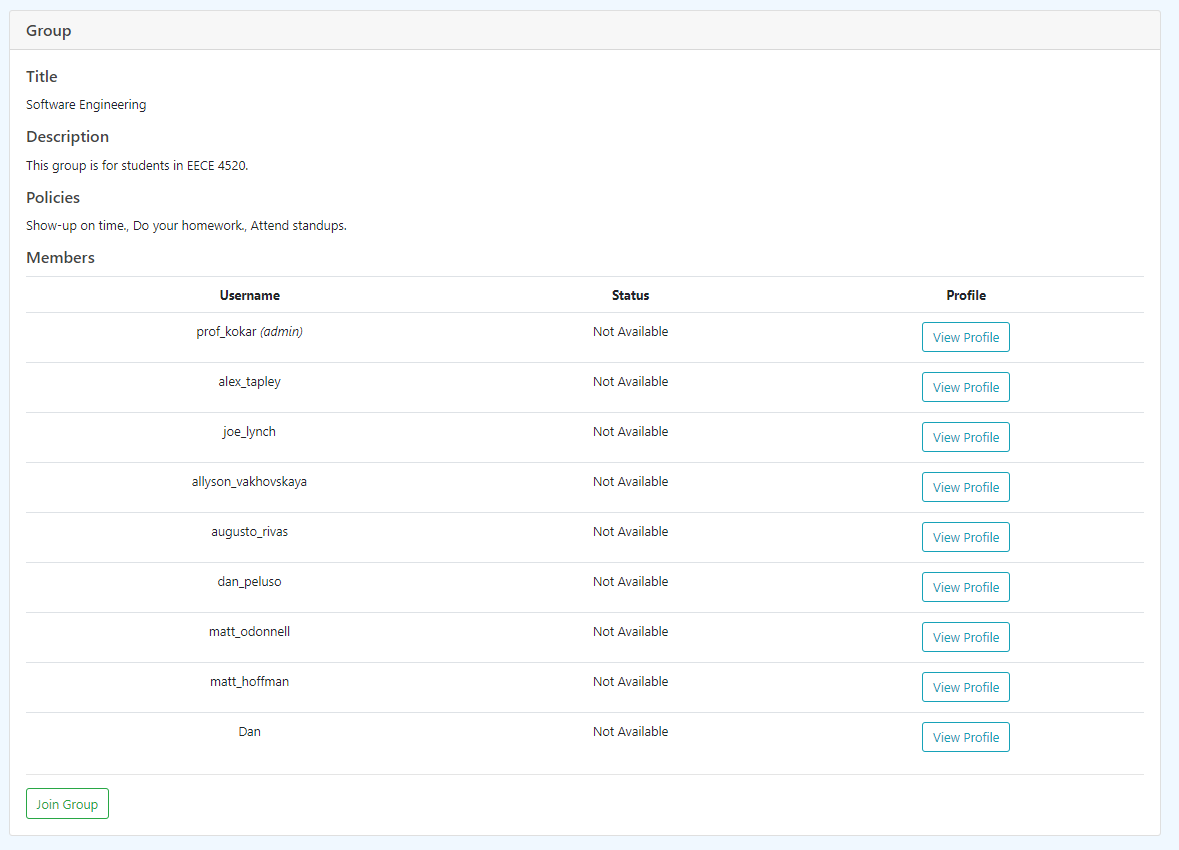 Group
Title
Software Engineering
Description
This group is for students in EECE 4520.
Policies
Show-up on time., Do your homework., Attend standups.
Members
Username Status Profile
prof_kokar (admin) Not Available View Profile
alex_tapley Not Available View Profile
joe_lynch Not Available View Profile
allyson_vakhovskaya Not Available View Profile
augusto_rivas Not Available View Profile
dan_peluso Not Available View Profile
matt_odonnell Not Available View Profile
matt_hoffman Not Available View Profile
Dan Not Available View Profile
Join Group